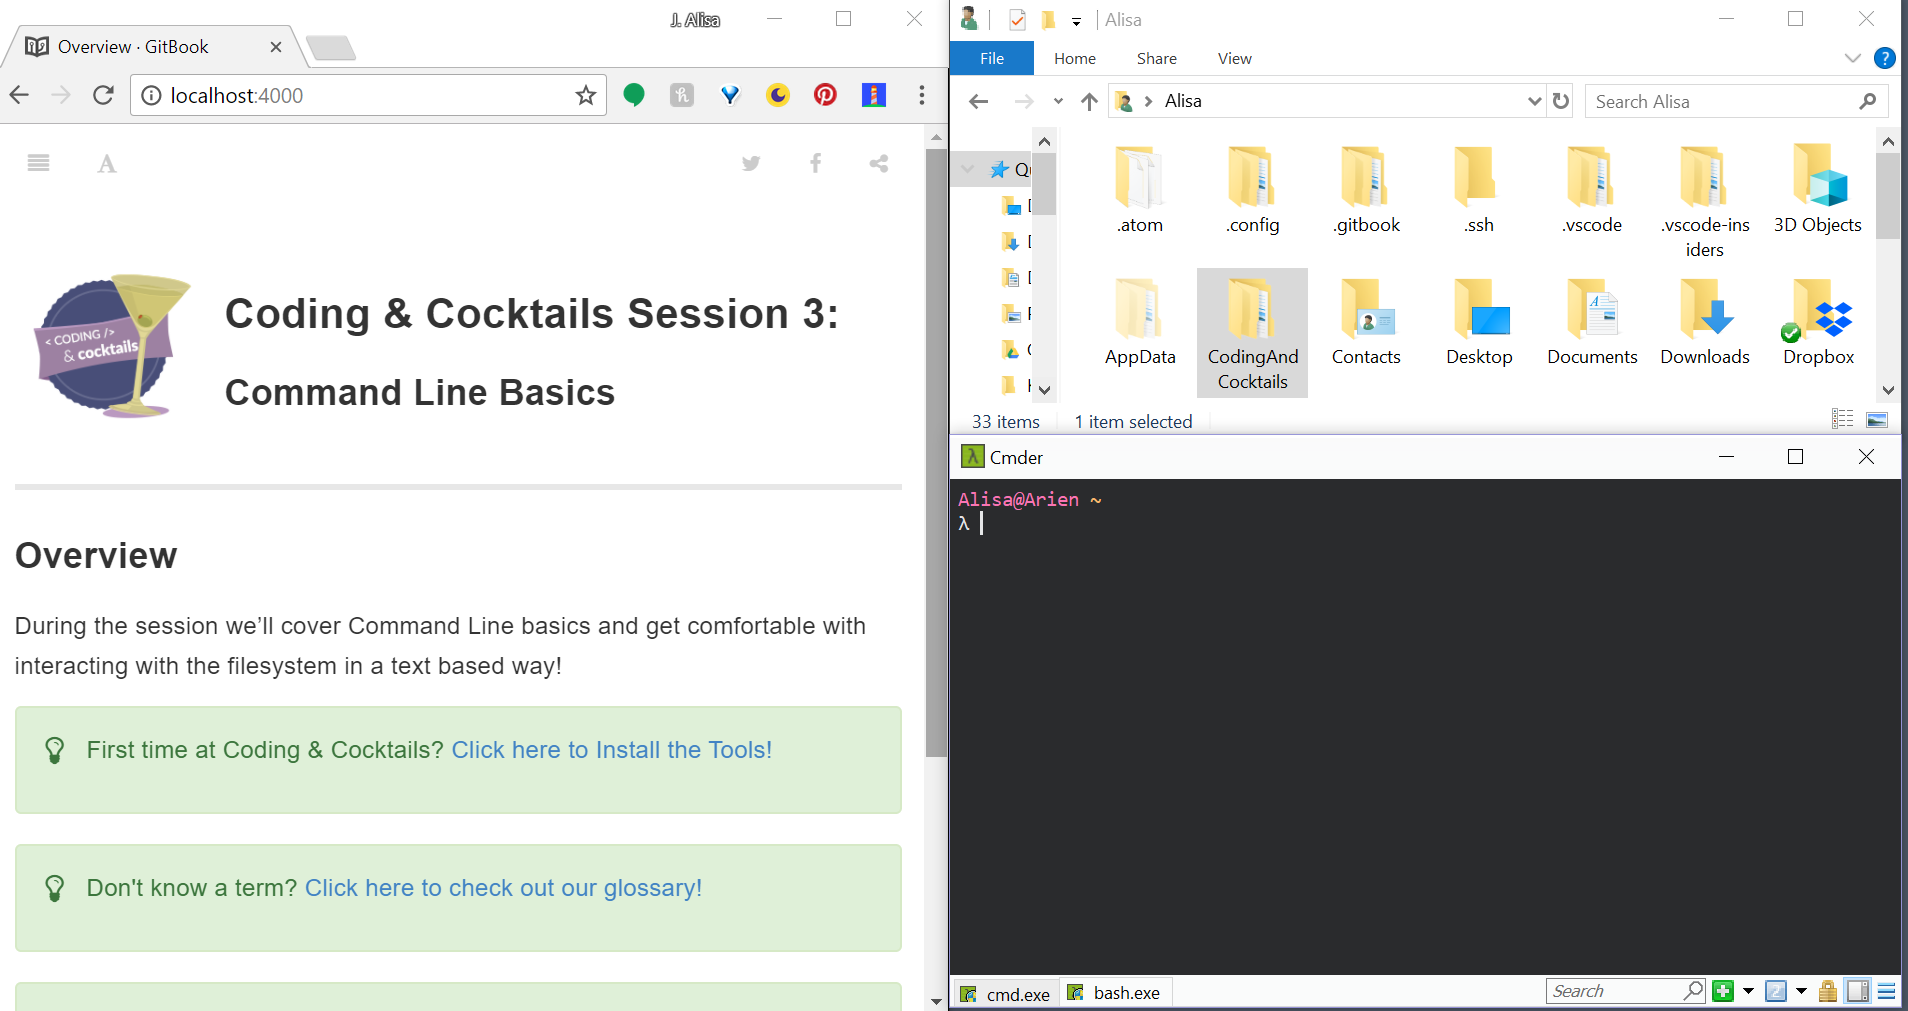 J. Alisa
Overview · GitBook
localhost:4000
< CODING />
& cocktails
Coding & Cocktails Session 3:
Command Line Basics
Overview
During the session we’ll cover Command Line basics and get comfortable with
interacting with the filesystem in a text based way!
First time at Coding & Cocktails? Click here to Install the Tools!
Don't know a term? Click here to check out our glossary!
Alisa
File Home Share View
Alisa
Search Alisa
.atom .config .gitbook .ssh .vscode .vscode-ins
iders 3D Objects
AppData CodingAnd
Cocktails Contacts Desktop Documents Downloads Dropbox
33 items 1 item selected
λ Cmder
Alisa@Arien ~
λ
cmd.exe bash.exe
Search